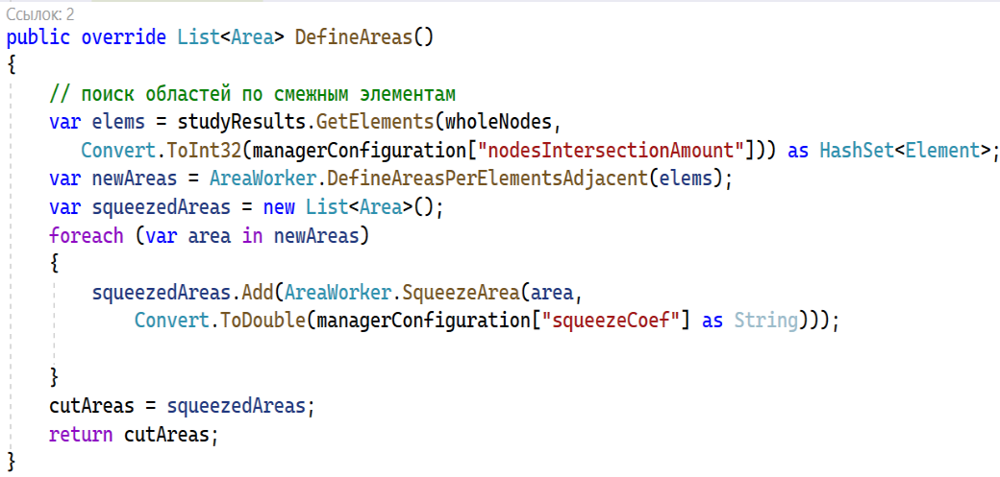 Ссылок: 2
public override List<Area> DefineAreas()
{
// поиск областей по смежным элементам
var elems = studyResults.GetElements(wholeNodes,
Convert.ToInt32(managerConfiguration["nodesIntersectionAmount"])) as HashSet<Element>;
var newAreas = AreaWorker.DefineAreasPerElementsAdjacent(elems);
var squeezedAreas = new List<Area>();
foreach (var area in newAreas)
{
squeezedAreas.Add(AreaWorker.SqueezeArea(area,
Convert.ToDouble(managerConfiguration["squeezeCoef"] as String)));
}
cutAreas = squeezedAreas;
return cutAreas;
}